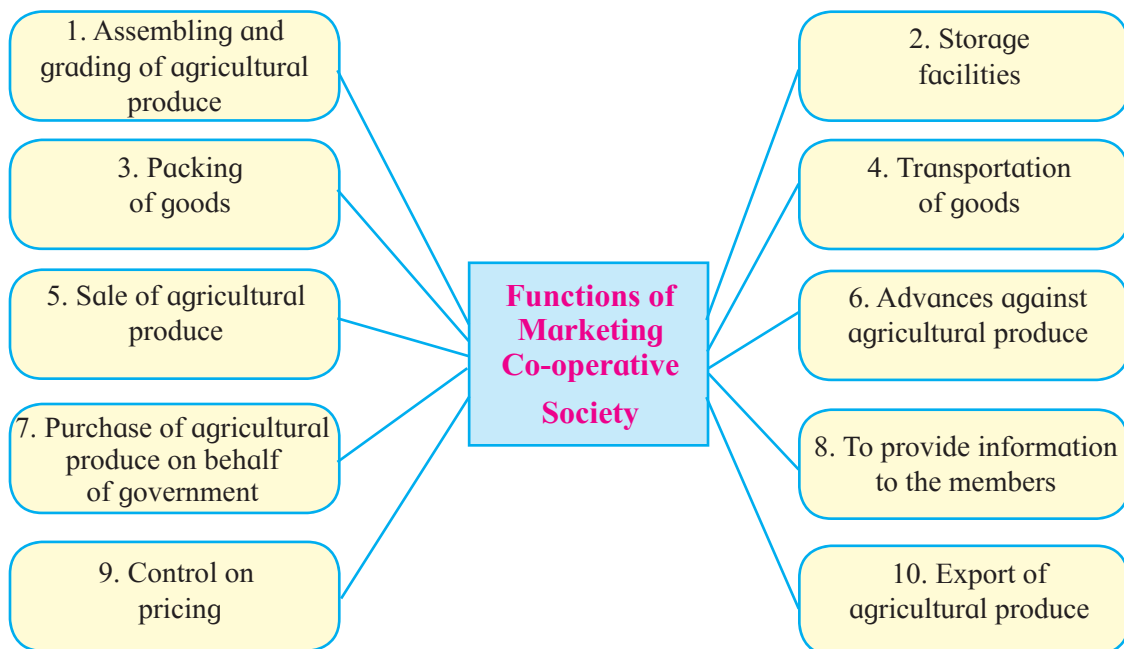 1. Assembling and
grading of agricultural
produce
2. Storage
facilities
3. Packing
of goods
4. Transportation
of goods
5. Sale of agricultural
produce
6. Advances against
agricultural produce
7. Purchase of agricultural
produce on behalf
of government
8. To provide information
to the members
9. Control on
pricing
10. Export of
agricultural produce
Functions of
Marketing
Co-operative
Society